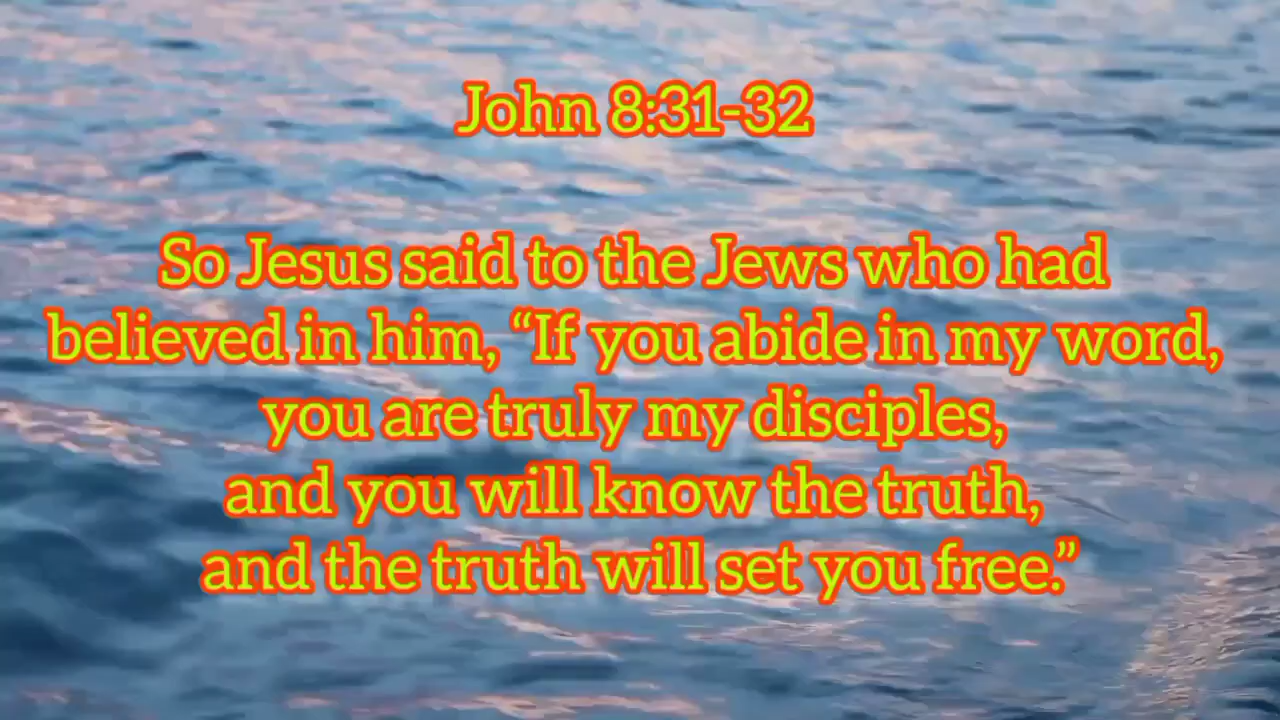 John 8:31-32
So Jesus said to the Jews who had
believed in him, “If you abide in my word,
you are truly my disciples,
and you will know the truth,
and the truth will set you free.”